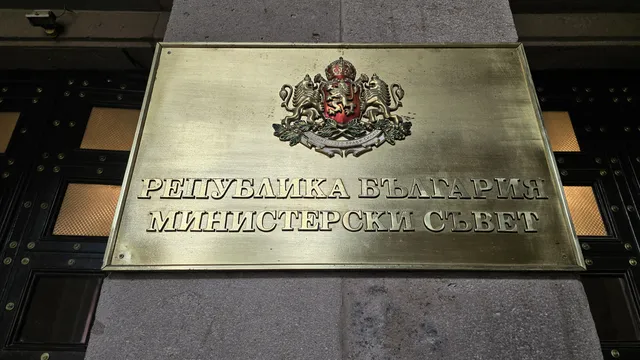 РЕПУБЛИКА БЪЛГАРИЯ
МИНИСТЕРСКИ СЪВЕТ